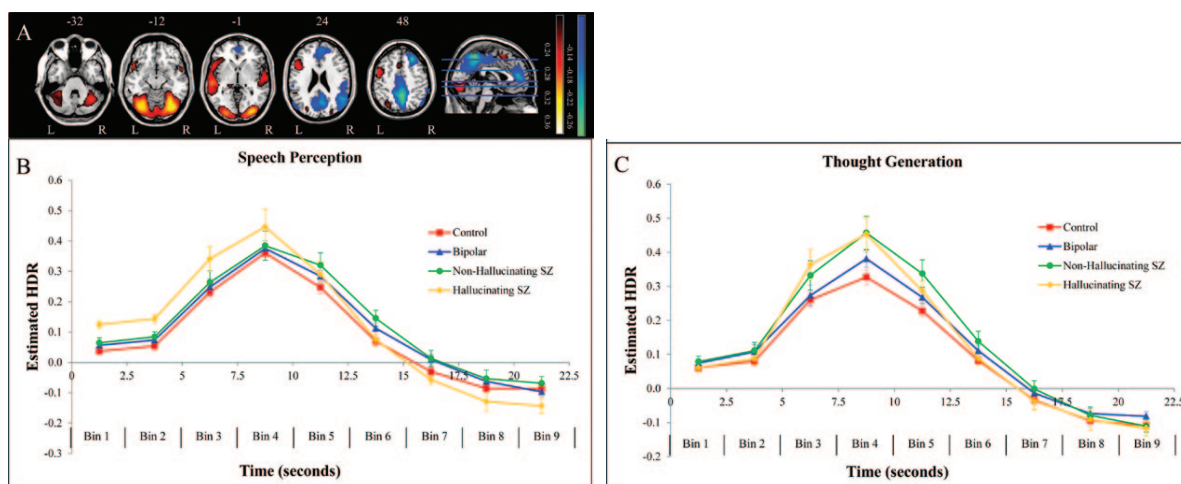 A
-32 -12 -1 24 48
0.24 0.28 0.32 0.36
-0.14 -0.18 -0.22 -0.26
L R L R L R L R L R
B
Speech Perception
Estimated HDR
0.6
0.5
0.4
0.3
0.2
0.1
0.0
-0.1
-0.2
-0.3
Control
Bipolar
Non-Hallucinating SZ
Hallucinating SZ
0 2.5 5 7.5 10 12.5 15 17.5 20 22.5
Bin 1 Bin 2 Bin 3 Bin 4 Bin 5 Bin 6 Bin 7 Bin 8 Bin 9
Time (seconds)
C
Thought Generation
Estimated HDR
0.6
0.5
0.4
0.3
0.2
0.1
0.0
-0.1
-0.2
Control
Bipolar
Non-Hallucinating SZ
Hallucinating SZ
0 2.5 5 7.5 10 12.5 15 17.5 20 22.5
Bin 1 Bin 2 Bin 3 Bin 4 Bin 5 Bin 6 Bin 7 Bin 8 Bin 9
Time (seconds)